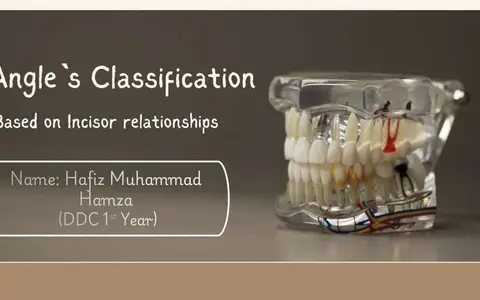 Angle`s Classification
Based on Incisor relationships
Name: Hafiz Muhammad
Hamza
(DDC 1st Year)